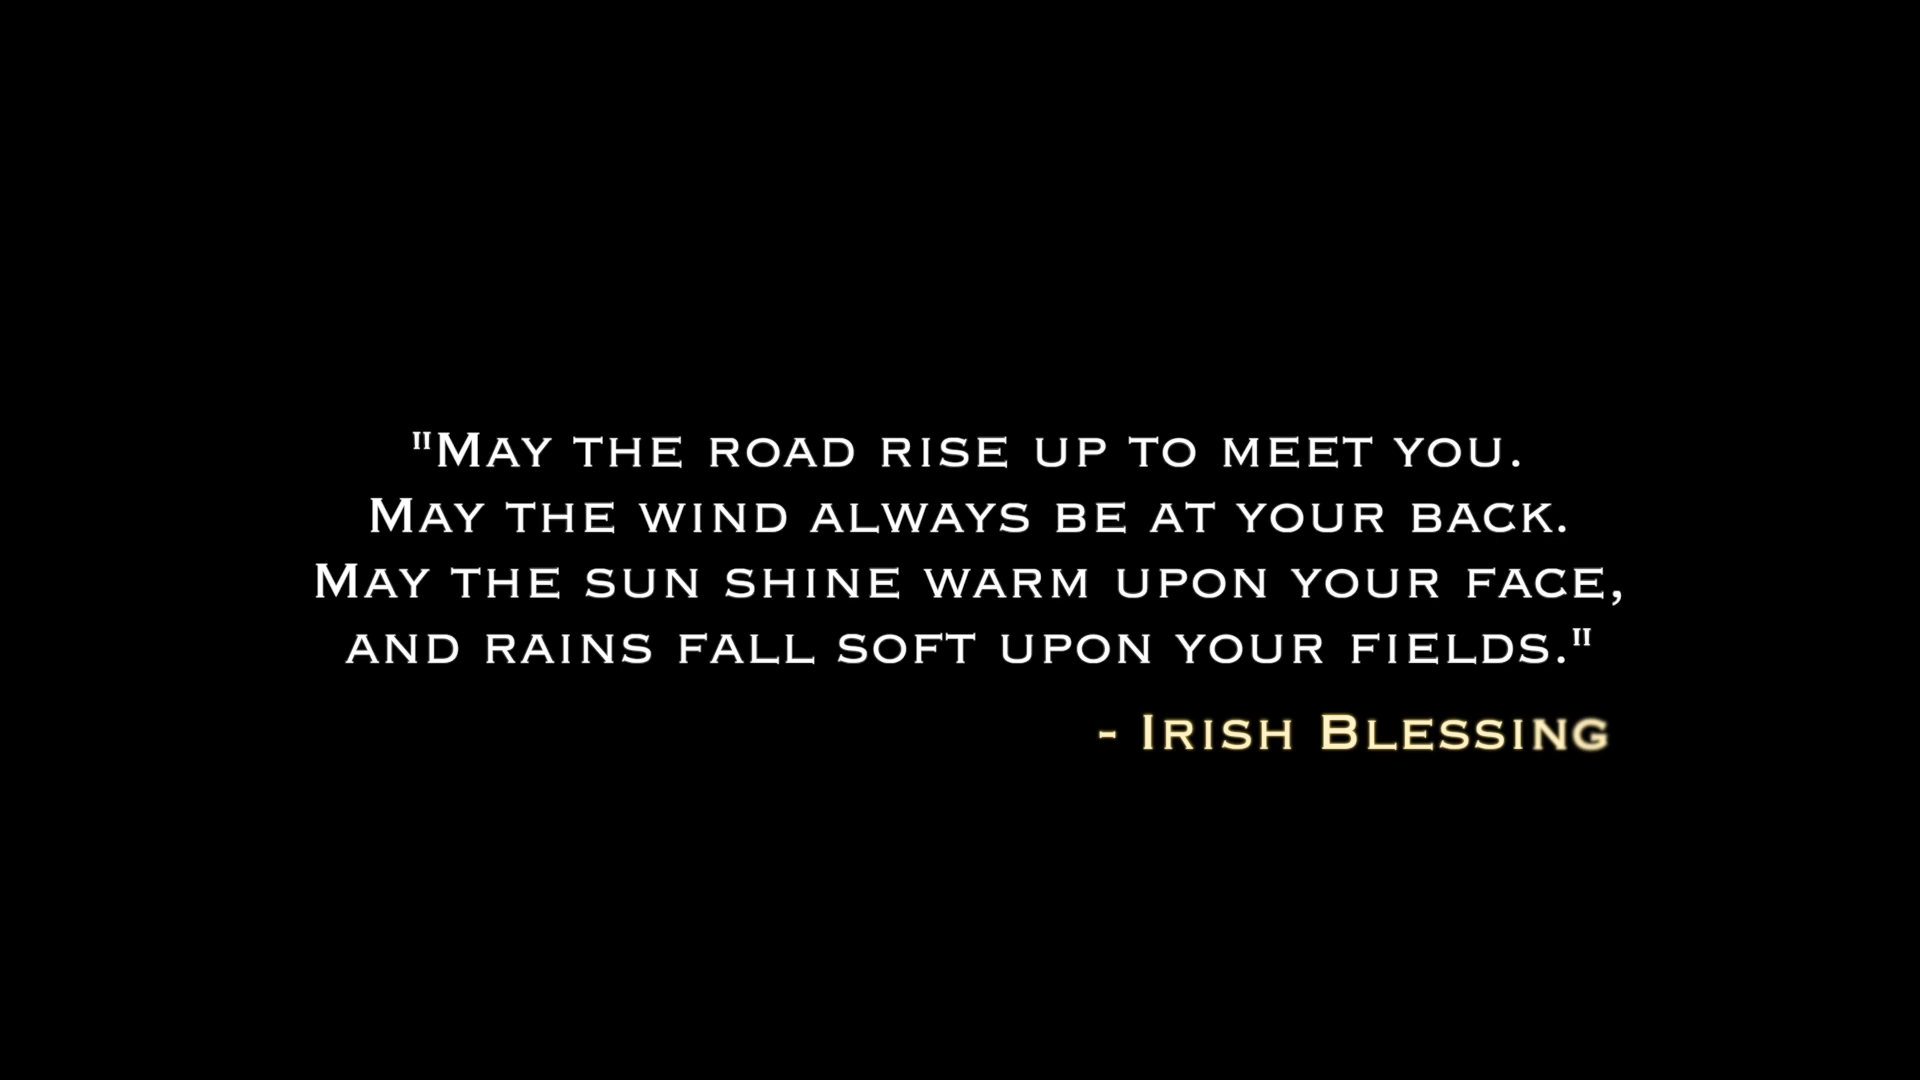 "May the road rise up to meet you.
May the wind always be at your back.
May the sun shine warm upon your face,
and rains fall soft upon your fields."
- Irish Blessing